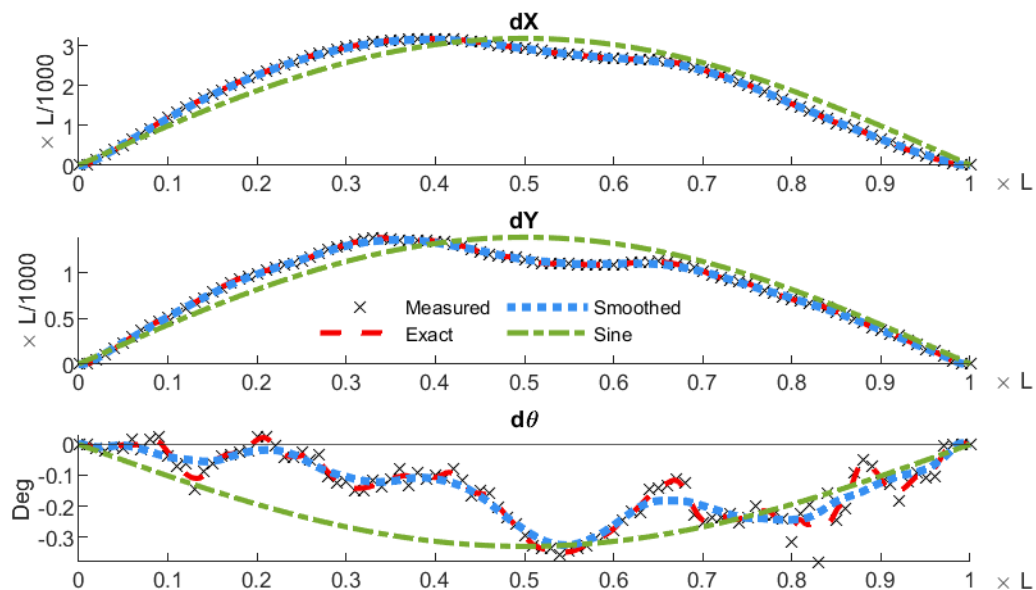 dX
× L/1000
3
2
1
0
0 0.1 0.2 0.3 0.4 0.5 0.6 0.7 0.8 0.9 1 × L
dY
× L/1000
1
0.5
0
Measured Smoothed
Exact Sine
0 0.1 0.2 0.3 0.4 0.5 0.6 0.7 0.8 0.9 1 × L
dθ
Deg
0
-0.1
-0.2
-0.3
0 0.1 0.2 0.3 0.4 0.5 0.6 0.7 0.8 0.9 1 × L